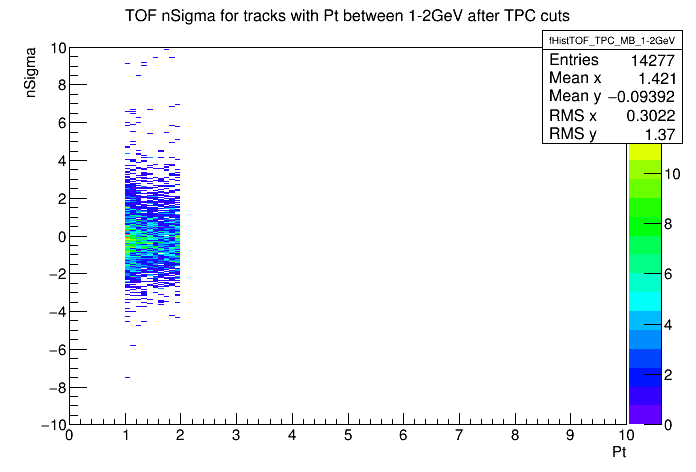 TOF nSigma for tracks with Pt between 1-2GeV after TPC cuts
fHistTOF_TPC_MB_1-2GeV
Entries 14277
Mean x 1.421
Mean y −0.09392
RMS x 0.3022
RMS y 1.37
nSigma
10
8
6
4
2
0
−2
−4
−6
−8
−10
0 1 2 3 4 5 6 7 8 9 10
Pt
10
8
6
4
2
0